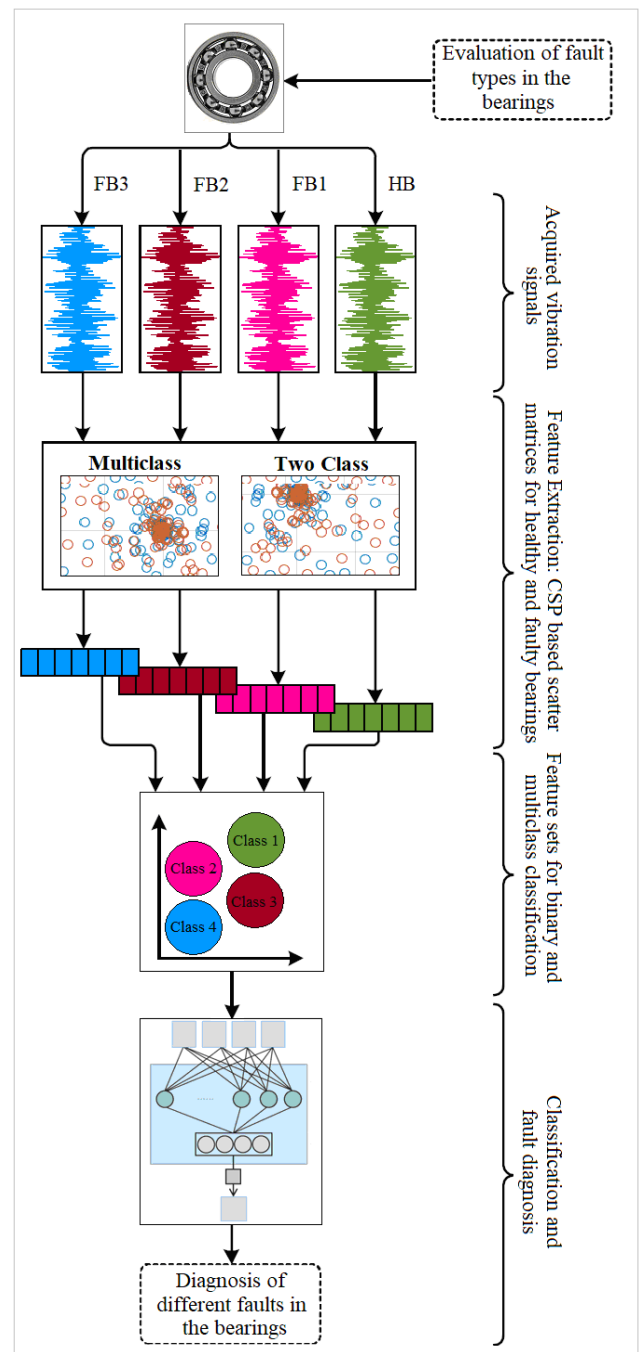 Evaluation of fault
types in the
bearings
FB3
FB2
FB1
HB
Acquired vibration
signals
Multiclass
Two Class
Feature Extraction: CSP based scatter
matrices for healthy and faulty bearings
Feature sets for binary and
multiclass classification
Class 1
Class 2
Class 3
Class 4
Classification and
fault diagnosis
Diagnosis of
different faults in
the bearings